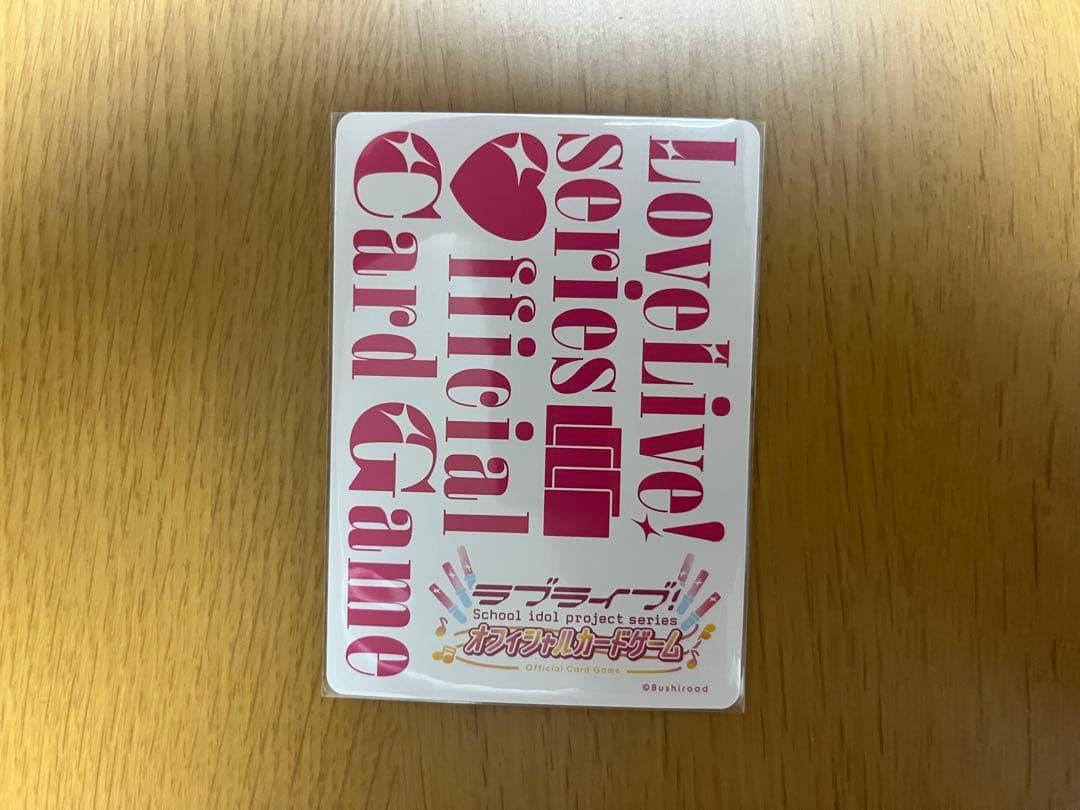 LoveLive!
series
♥fficial
Card Game
ラブライブ!
School idol project series
オフィシャルカードゲーム
Official Card Game
©Bushiroad